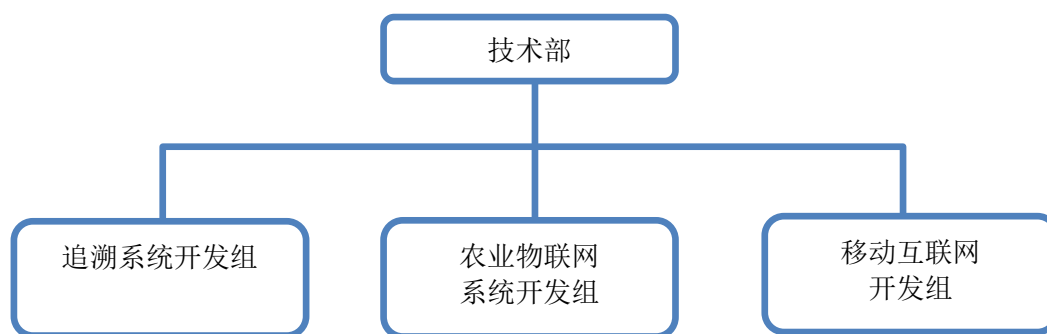 技术部
追溯系统开发组
农业物联网
系统开发组
移动互联网
开发组